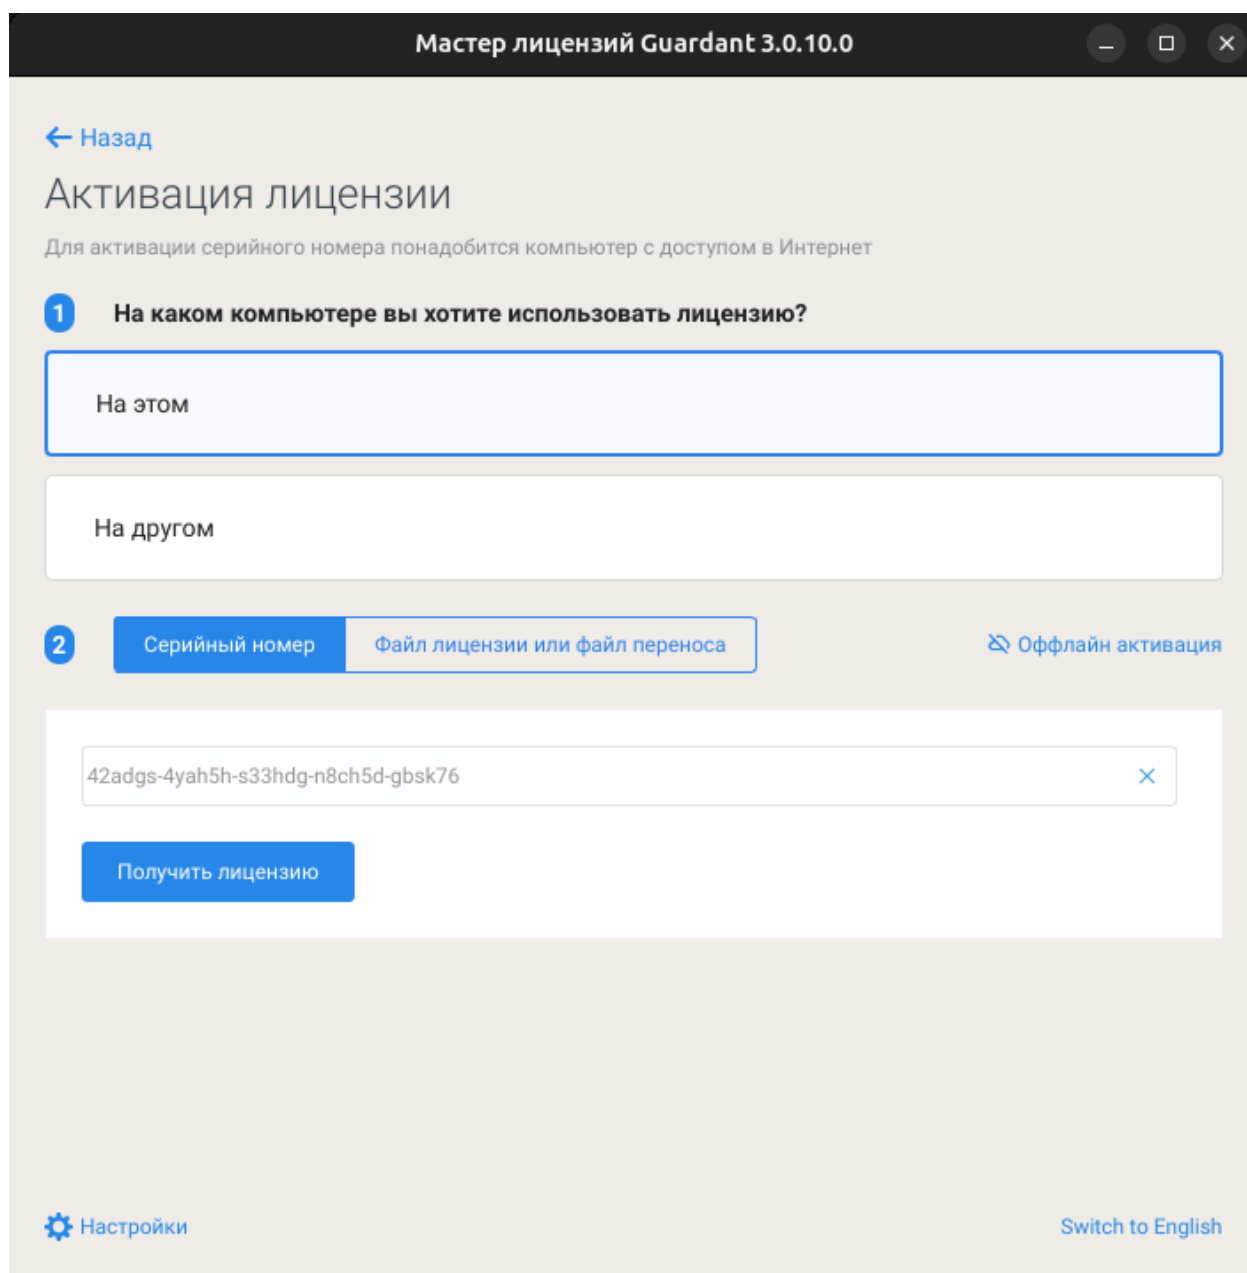 Мастер лицензий Guardant 3.0.10.0
Назад
Активация лицензии
Для активации серийного номера понадобится компьютер с доступом в Интернет
1 На каком компьютере вы хотите использовать лицензию?
На этом
На другом
2 Серийный номер Файл лицензии или файл переноса Оффлайн активация
42adgs-4yah5h-s33hdg-n8ch5d-gbsk76
Получить лицензию
Настройки Switch to English